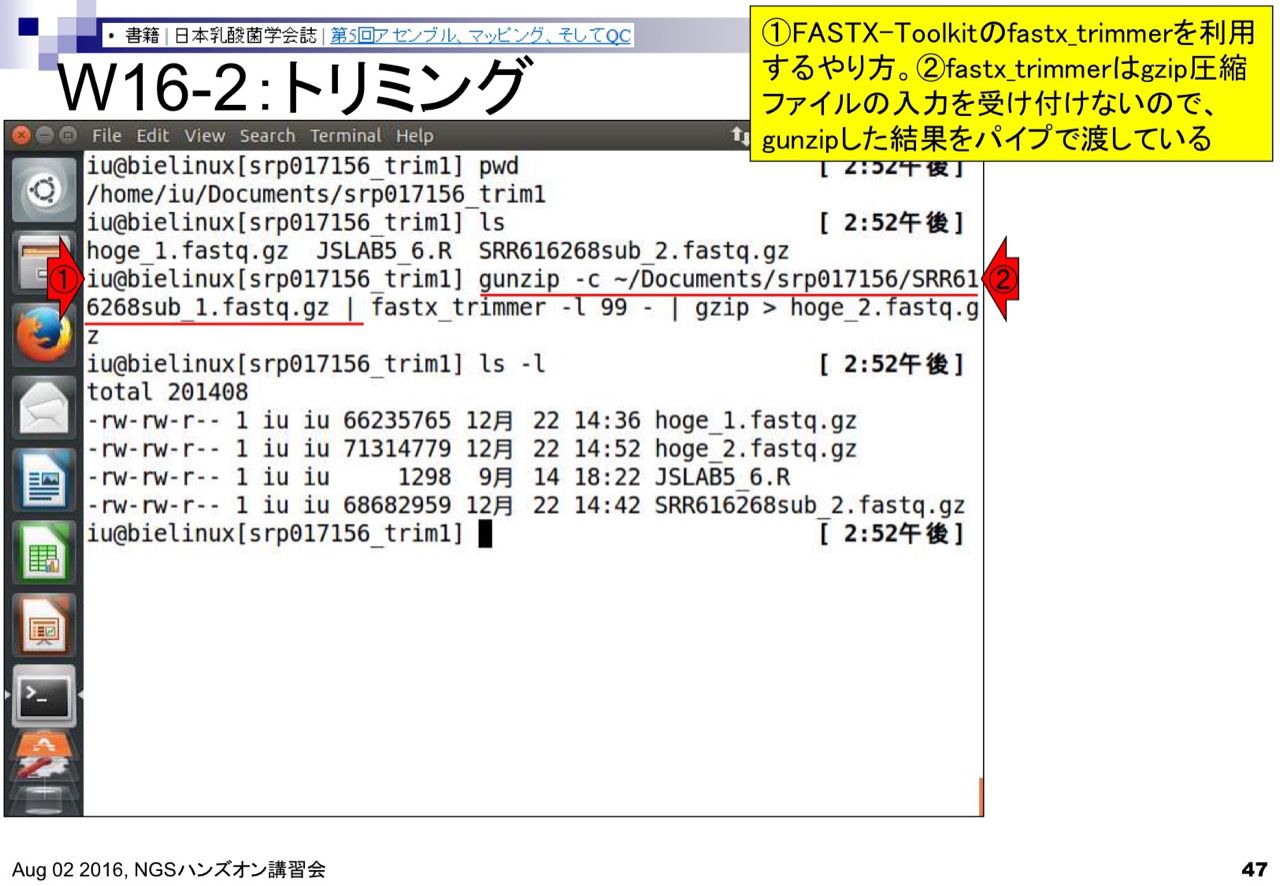 • 書籍 | 日本乳酸菌学会誌 | 第5回アセンブル、マッピング、そしてQC
W16-2：トリミング
①FASTX-Toolkitのfastx_trimmerを利用
するやり方。②fastx_trimmerはgzip圧縮
ファイルの入力を受け付けないので、
gunzipした結果をパイプで渡している
File Edit View Search Terminal Help
iu@bielinux[srp017156_trim1] pwd [ 2:52午後]
/home/iu/Documents/srp017156_trim1
iu@bielinux[srp017156_trim1] ls [ 2:52午後]
hoge_1.fastq.gz JSLAB5_6.R SRR616268sub_2.fastq.gz
① iu@bielinux[srp017156_trim1] gunzip -c ~/Documents/srp017156/SRR61 ②
6268sub_1.fastq.gz | fastx_trimmer -l 99 - | gzip > hoge_2.fastq.g
z
iu@bielinux[srp017156_trim1] ls -l [ 2:52午後]
total 201408
-rw-rw-r-- 1 iu iu 66235765 12月 22 14:36 hoge_1.fastq.gz
-rw-rw-r-- 1 iu iu 71314779 12月 22 14:52 hoge_2.fastq.gz
-rw-rw-r-- 1 iu iu 1298 9月 14 18:22 JSLAB5_6.R
-rw-rw-r-- 1 iu iu 68682959 12月 22 14:42 SRR616268sub_2.fastq.gz
iu@bielinux[srp017156_trim1] [ 2:52午後]
Aug 02 2016, NGSハンズオン講習会
47